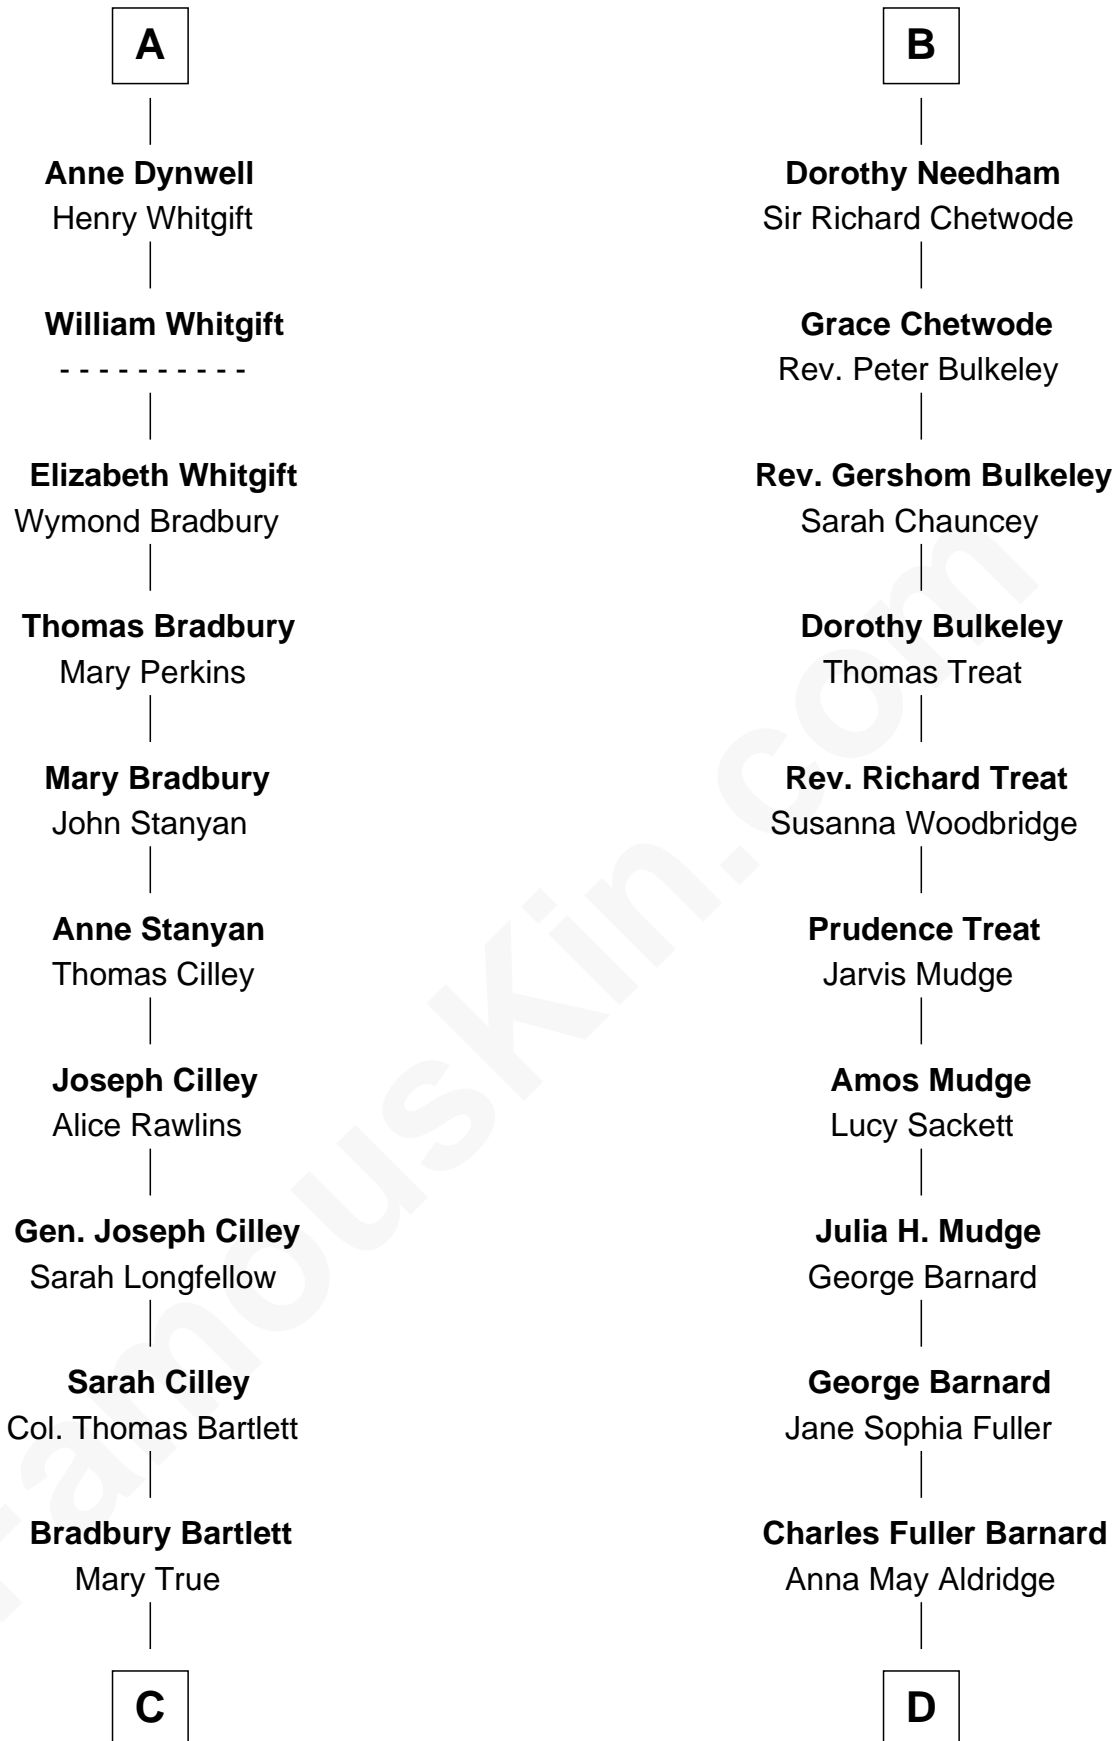 A
Anne Dynwell
Henry Whitgift
William Whitgift
- - - - - - - - - -
Elizabeth Whitgift
Wymond Bradbury
Thomas Bradbury
Mary Perkins
Mary Bradbury
John Stanyan
Anne Stanyan
Thomas Cilley
Joseph Cilley
Alice Rawlins
Gen. Joseph Cilley
Sarah Longfellow
Sarah Cilley
Col. Thomas Bartlett
Bradbury Bartlett
Mary True
C
B
Dorothy Needham
Sir Richard Chetwode
Grace Chetwode
Rev. Peter Bulkeley
Rev. Gershom Bulkeley
Sarah Chauncey
Dorothy Bulkeley
Thomas Treat
Rev. Richard Treat
Susanna Woodbridge
Prudence Treat
Jarvis Mudge
Amos Mudge
Lucy Sackett
Julia H. Mudge
George Barnard
George Barnard
Jane Sophia Fuller
Charles Fuller Barnard
Anna May Aldridge
D
FamousKin.com